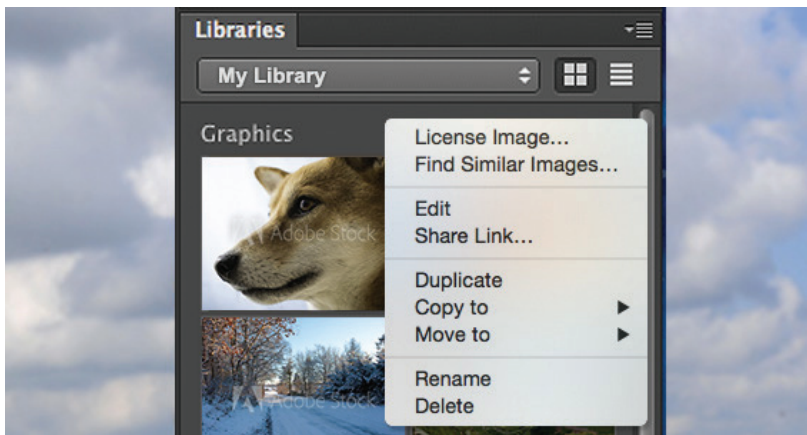 Libraries
My Library
Graphics
License Image...
Find Similar Images...
Edit
Share Link...
Duplicate
Copy to
Move to
Rename
Delete
Adobe Stock
Adobe Stock